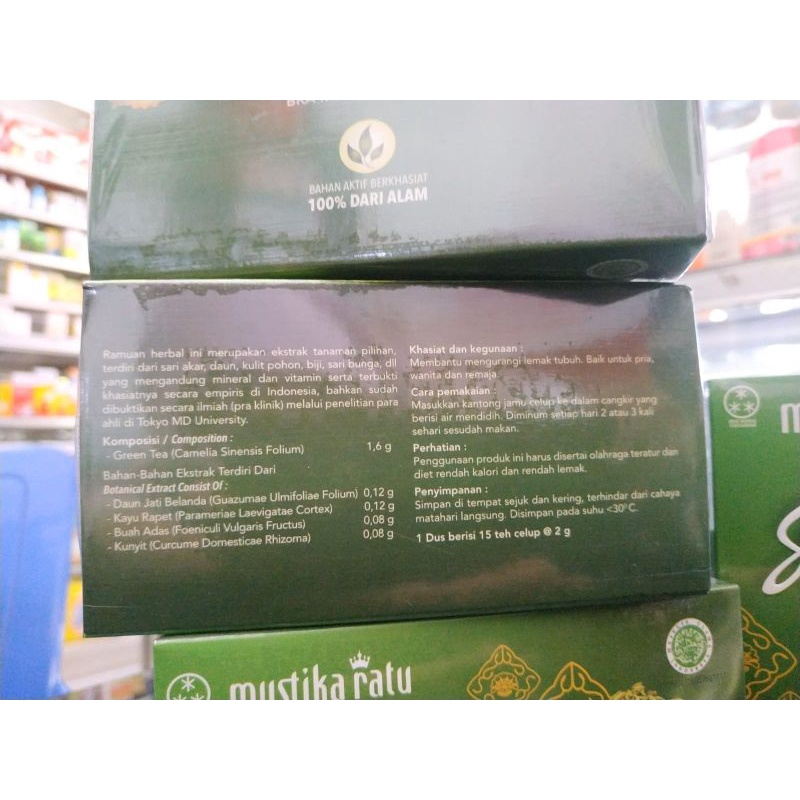 BAHAN AKTIF BERKHASIAT
100% DARI ALAM
Ramuan herbal ini merupakan ekstrak tanaman pilihan,
terdiri dari sari akar, daun, kulit pohon, biji, sari bunga, dll
yang mengandung mineral dan vitamin serta terbukti
khasiatnya secara empiris di Indonesia, bahkan sudah
dibuktikan secara ilmiah (pra klinik) melalui penelitian para
ahli di Tokyo MD University.
Komposisi / Composition :
- Green Tea (Camelia Sinensis Folium) 1,6 g
Bahan-Bahan Ekstrak Terdiri Dari
Botanical Extract Consist Of :
- Daun Jati Belanda (Guazumae Ulmifoliae Folium) 0,12 g
- Kayu Rapet (Parameriae Laevigatae Cortex) 0,12 g
- Buah Adas (Foeniculi Vulgaris Fructus) 0,08 g
- Kunyit (Curcume Domesticae Rhizoma) 0,08 g
Khasiat dan kegunaan :
Membantu mengurangi lemak tubuh. Baik untuk pria,
wanita dan remaja.
Cara pemakaian :
Masukkan kantong jamu celup ke dalam cangkir yang
berisi air mendidih. Diminum setiap hari 2 atau 3 kali
sehari sesudah makan.
Perhatian :
Penggunaan produk ini harus disertai olahraga teratur dan
diet rendah kalori dan rendah lemak.
Penyimpanan :
Simpan di tempat sejuk dan kering, terhindar dari cahaya
matahari langsung. Disimpan pada suhu <30°C.
1 Dus berisi 15 teh celup @ 2 g
mustika ratu